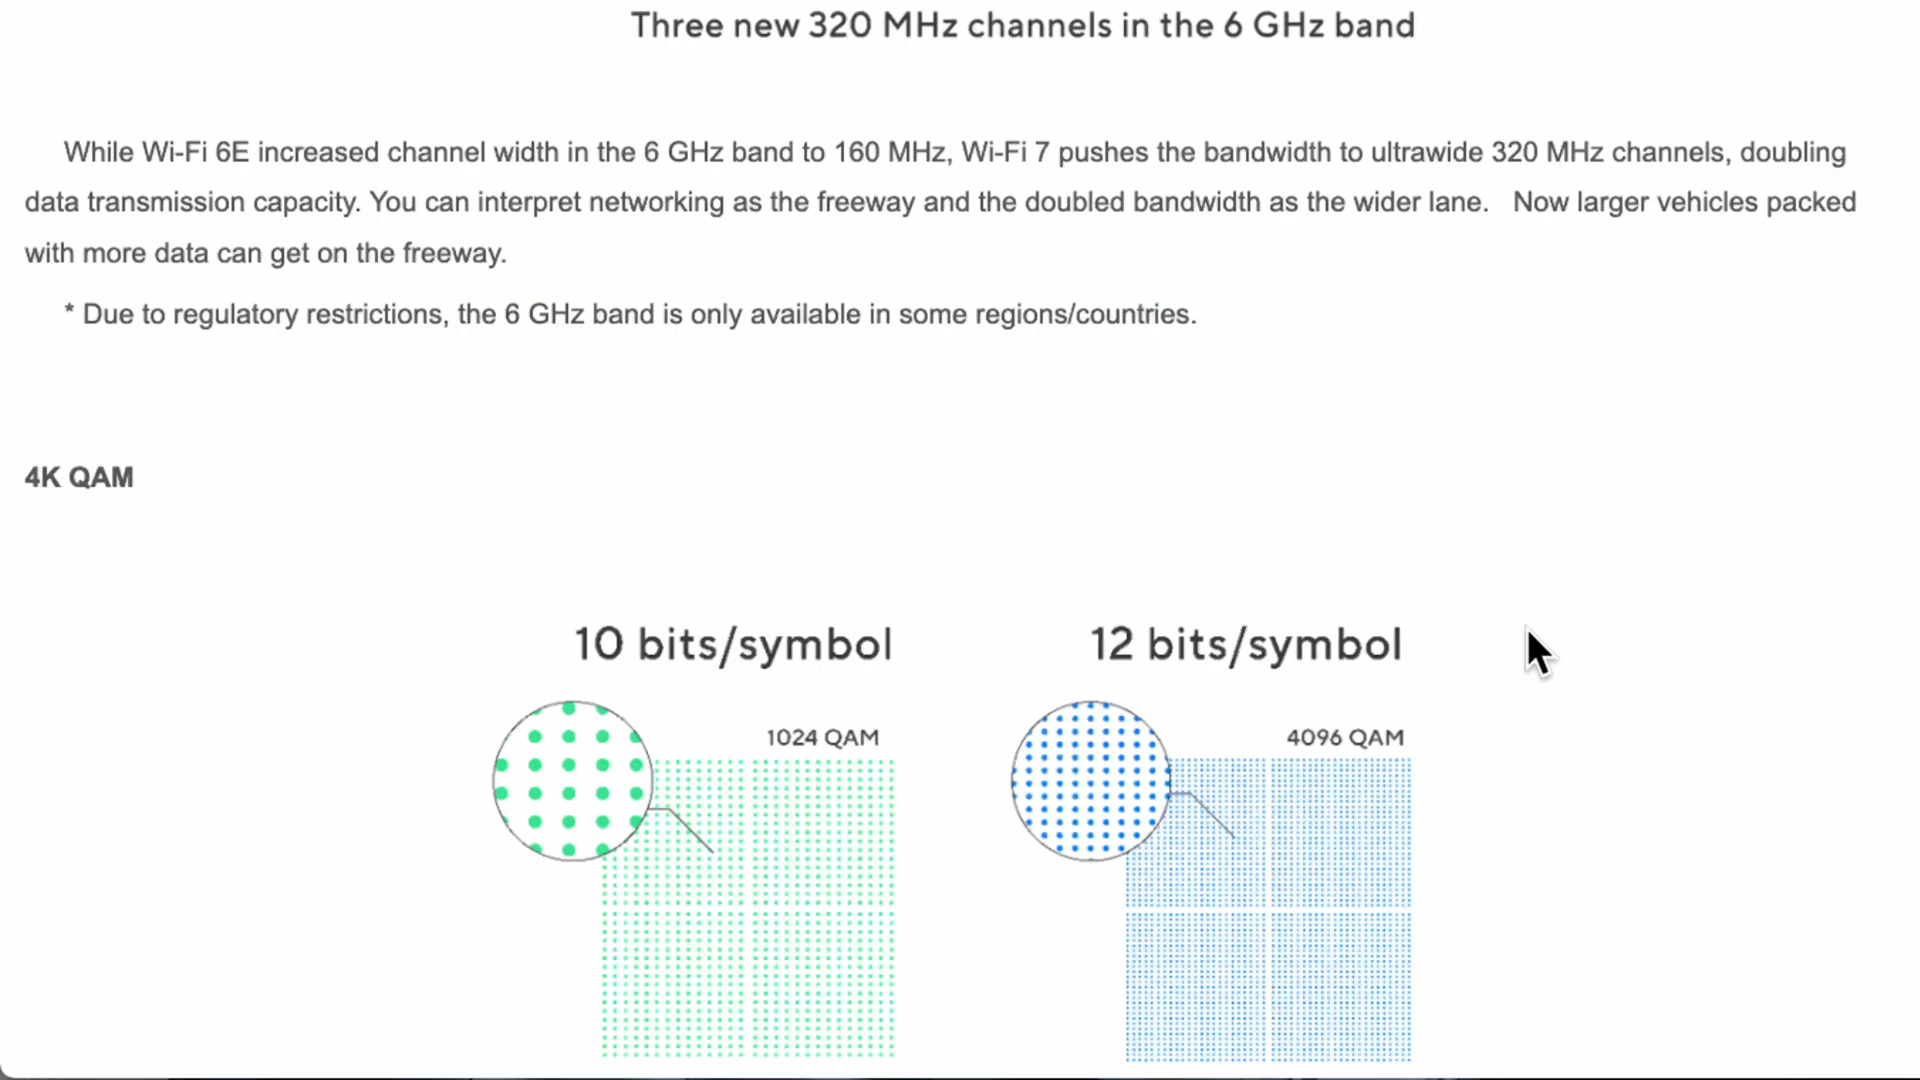 Three new 320 MHz channels in the 6 GHz band
While Wi-Fi 6E increased channel width in the 6 GHz band to 160 MHz, Wi-Fi 7 pushes the bandwidth to ultrawide 320 MHz channels, doubling
data transmission capacity. You can interpret networking as the freeway and the doubled bandwidth as the wider lane. Now larger vehicles packed
with more data can get on the freeway.
* Due to regulatory restrictions, the 6 GHz band is only available in some regions/countries.
4K QAM
10 bits/symbol
12 bits/symbol
1024 QAM
4096 QAM